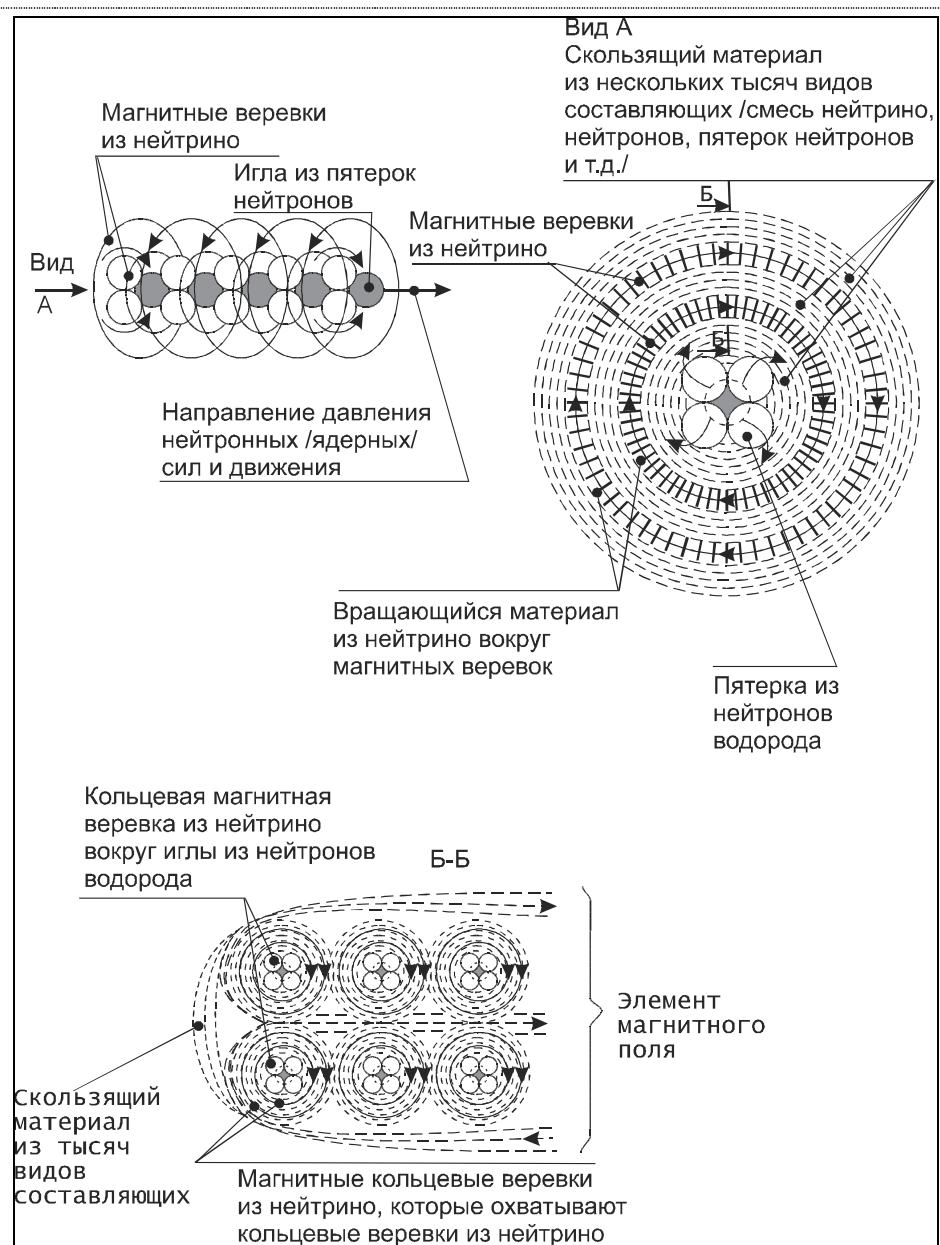 Вид А
Скользящий материал
из нескольких тысяч видов
составляющих /смесь нейтрино,
нейтронов, пятерок нейтронов
и т.д./
Магнитные веревки
из нейтрино
Игла из пятерок
нейтронов
Б
Магнитные веревки
из нейтрино
Вид
А
Б
Направление давления
нейтронных /ядерных/
сил и движения
Вращающийся материал
из нейтрино вокруг
магнитных веревок
Пятерка из
нейтронов
водорода
Кольцевая магнитная
веревка из нейтрино
вокруг иглы из нейтронов
водорода
Б-Б
Элемент
магнитного
поля
Скользящий
материал
из тысяч
видов
составляющих
Магнитные кольцевые веревки
из нейтрино, которые охватывают
кольцевые веревки из нейтрино